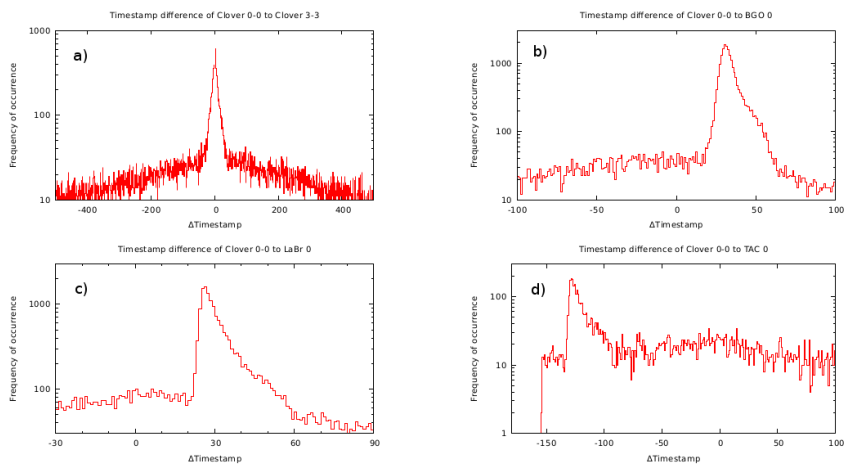 Timestamp difference of Clover 0-0 to Clover 3-3
a)
Frequency of occurrence
1000
100
10
-400 -200 0 200 400
ΔTimestamp
Timestamp difference of Clover 0-0 to BGO 0
b)
Frequency of occurrence
1000
100
10
-100 -50 0 50 100
ΔTimestamp
Timestamp difference of Clover 0-0 to LaBr 0
c)
Frequency of occurrence
1000
100
-30 0 30 60 90
ΔTimestamp
Timestamp difference of Clover 0-0 to TAC 0
d)
Frequency of occurrence
100
10
1
-150 -100 -50 0 50 100
ΔTimestamp